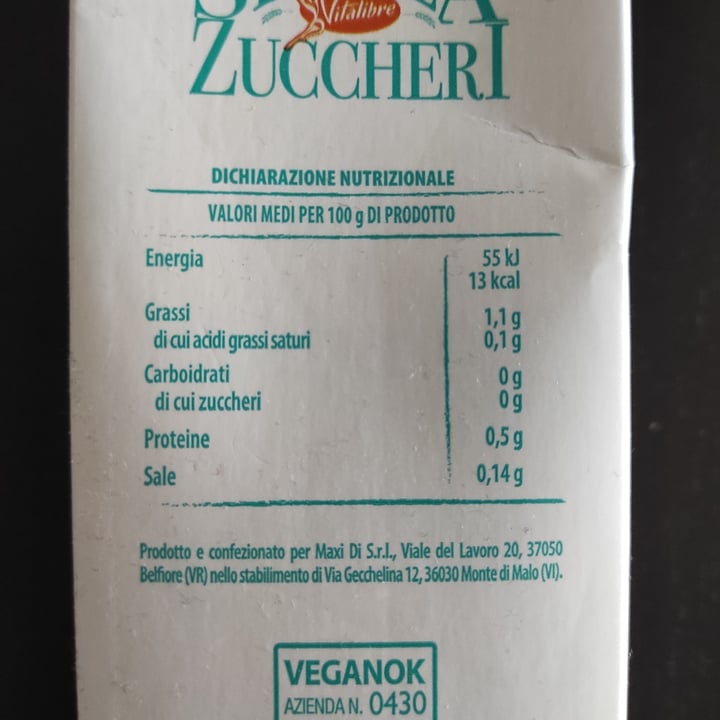 Vitalibre
ZUCCHERI
DICHIARAZIONE NUTRIZIONALE
VALORI MEDI PER 100 g DI PRODOTTO
Energia 55 kJ
13 kcal
Grassi 1,1 g
di cui acidi grassi saturi 0,1 g
Carboidrati 0 g
di cui zuccheri 0 g
Proteine 0,5 g
Sale 0,14 g
Prodotto e confezionato per Maxi Di S.r.l., Viale del Lavoro 20, 37050
Belfiore (VR) nello stabilimento di Via Gecchelina 12, 36030 Monte di Malo (VI).
VEGANOK
AZIENDA N. 0430